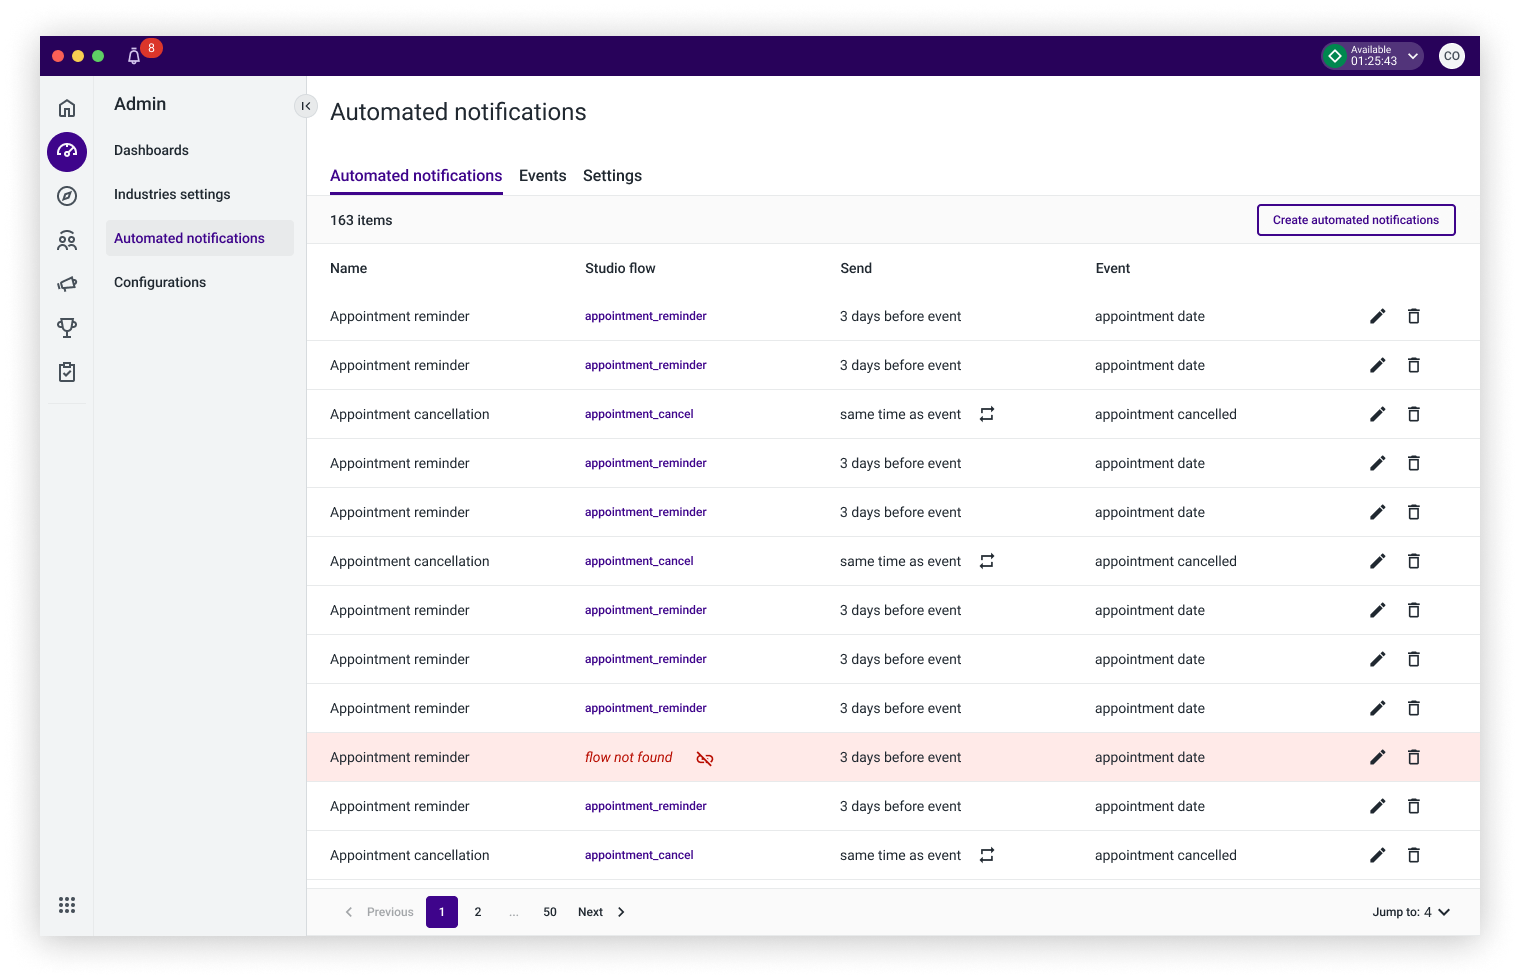 8
Available
01:25:43
CO
Admin
Dashboards
Industries settings
Automated notifications
Configurations
Automated notifications
Automated notifications Events Settings
163 items Create automated notifications
Name Studio flow Send Event
Appointment reminder appointment_reminder 3 days before event appointment date
Appointment reminder appointment_reminder 3 days before event appointment date
Appointment cancellation appointment_cancel same time as event appointment cancelled
Appointment reminder appointment_reminder 3 days before event appointment date
Appointment reminder appointment_reminder 3 days before event appointment date
Appointment cancellation appointment_cancel same time as event appointment cancelled
Appointment reminder appointment_reminder 3 days before event appointment date
Appointment reminder appointment_reminder 3 days before event appointment date
Appointment reminder appointment_reminder 3 days before event appointment date
Appointment reminder flow not found 3 days before event appointment date
Appointment reminder appointment_reminder 3 days before event appointment date
Appointment cancellation appointment_cancel same time as event appointment cancelled
Previous 1 2 ... 50 Next Jump to: 4